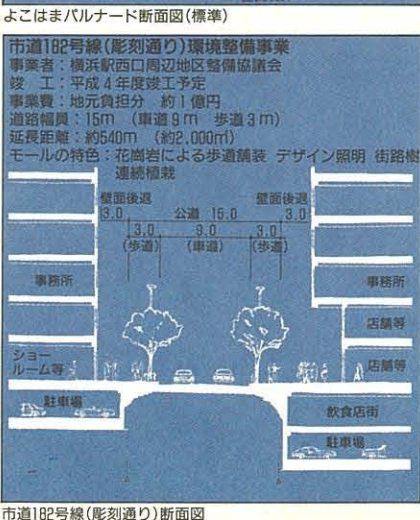 よこはまパルナード断面図(標準)
市道182号線(彫刻通り)環境整備事業
事業者:横浜駅西口周辺地区整備協議会
竣 工:平成4年度竣工予定
事業費:地元負担分 約1億円
道路幅員:15m (車道9m 歩道3m)
延長距離:約540m (約2,000㎡)
モールの特色:花崗岩による歩道舗装 デザイン照明 街路樹
連続植栽
壁面後退 壁面後退
3.0 公道 15.0 3.0
3.0 9.0 3.0
(歩道) (車道) (歩道)
事務所 事務所
店舗等
ショー
ルーム等 店舗等
駐車場 飲食店街
駐車場
市道182号線(彫刻通り)断面図